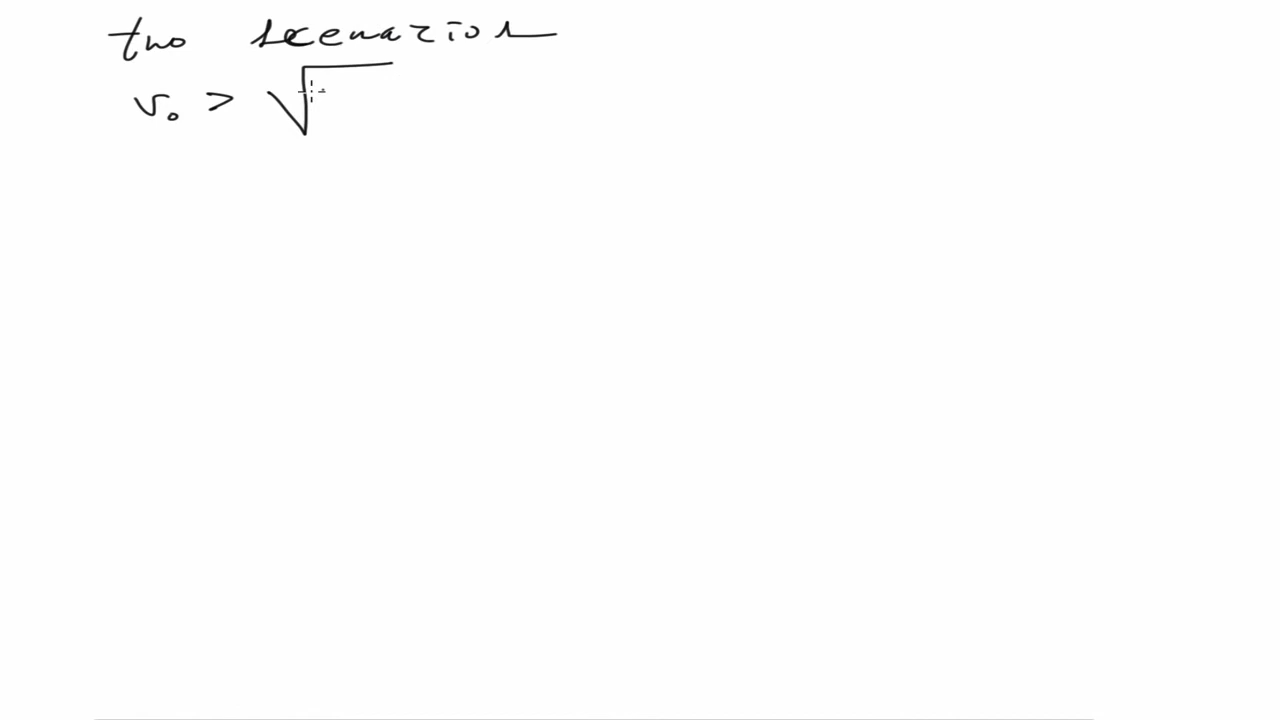 two scenarios
v₀ > √